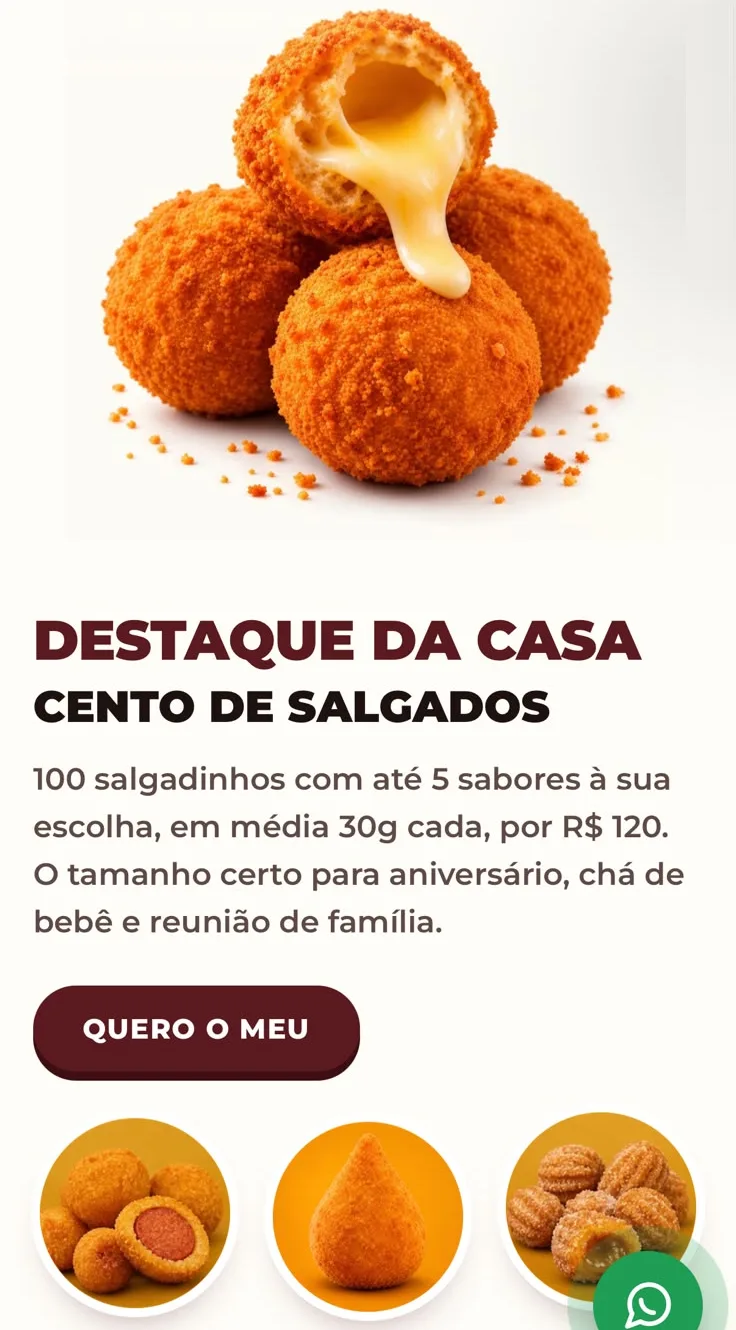 DESTAQUE DA CASA
CENTO DE SALGADOS
100 salgadinhos com até 5 sabores à sua
escolha, em média 30g cada, por R$ 120.
O tamanho certo para aniversário, chá de
bebê e reunião de família.
QUERO O MEU